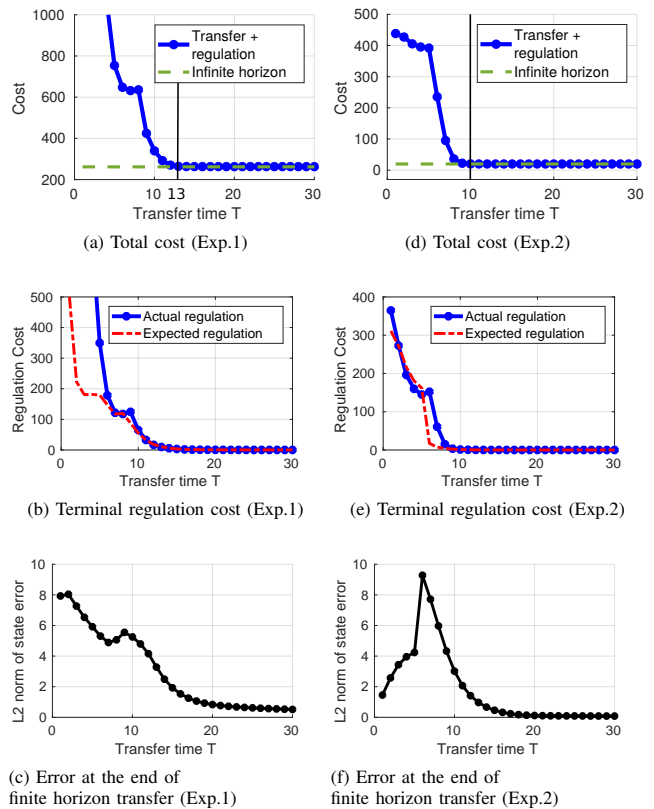 1000
800
600
400
200
Cost
Transfer +
regulation
Infinite horizon
0
10
13
20
30
Transfer time T
(a) Total cost (Exp.1)
400
300
200
100
0
Cost
Transfer +
regulation
Infinite horizon
0
10
20
30
Transfer time T
(d) Total cost (Exp.2)
500
400
300
200
100
0
Regulation Cost
Actual regulation
Expected regulation
0
10
20
30
Transfer time T
(b) Terminal regulation cost (Exp.1)
400
300
200
100
0
Regulation Cost
Actual regulation
Expected regulation
0
10
20
30
Transfer time T
(e) Terminal regulation cost (Exp.2)
10
8
6
4
2
0
L2 norm of state error
0
10
20
30
Transfer time T
(c) Error at the end of
finite horizon transfer (Exp.1)
10
8
6
4
2
0
L2 norm of state error
0
10
20
30
Transfer time T
(f) Error at the end of
finite horizon transfer (Exp.2)